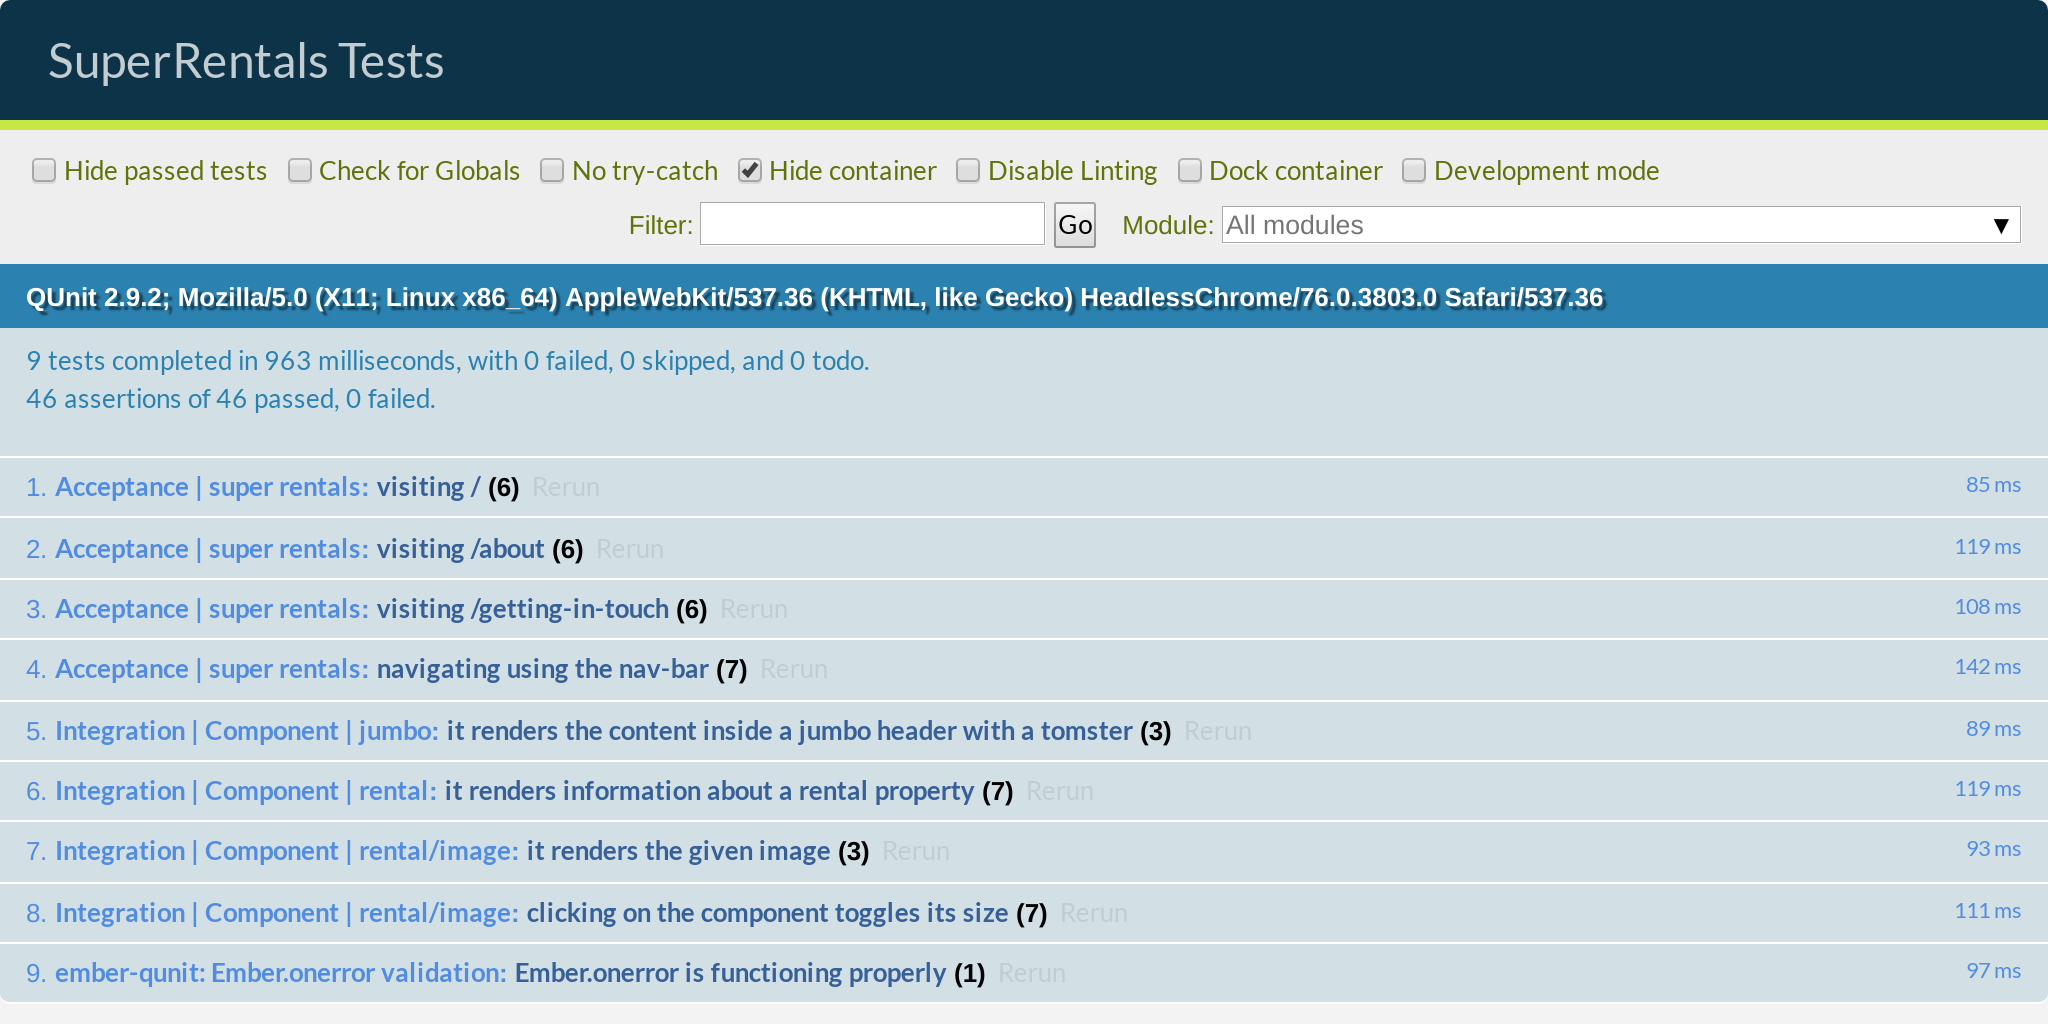 SuperRentals Tests
Hide passed tests Check for Globals No try-catch Hide container Disable Linting Dock container Development mode
Filter: Go Module: All modules ▼
QUnit 2.9.2; Mozilla/5.0 (X11; Linux x86_64) AppleWebKit/537.36 (KHTML, like Gecko) HeadlessChrome/76.0.3803.0 Safari/537.36
9 tests completed in 963 milliseconds, with 0 failed, 0 skipped, and 0 todo.
46 assertions of 46 passed, 0 failed.
1. Acceptance | super rentals: visiting / (6) Rerun 85 ms
2. Acceptance | super rentals: visiting /about (6) Rerun 119 ms
3. Acceptance | super rentals: visiting /getting-in-touch (6) Rerun 108 ms
4. Acceptance | super rentals: navigating using the nav-bar (7) Rerun 142 ms
5. Integration | Component | jumbo: it renders the content inside a jumbo header with a tomster (3) Rerun 89 ms
6. Integration | Component | rental: it renders information about a rental property (7) Rerun 119 ms
7. Integration | Component | rental/image: it renders the given image (3) Rerun 93 ms
8. Integration | Component | rental/image: clicking on the component toggles its size (7) Rerun 111 ms
9. ember-qunit: Ember.onerror validation: Ember.onerror is functioning properly (1) Rerun 97 ms